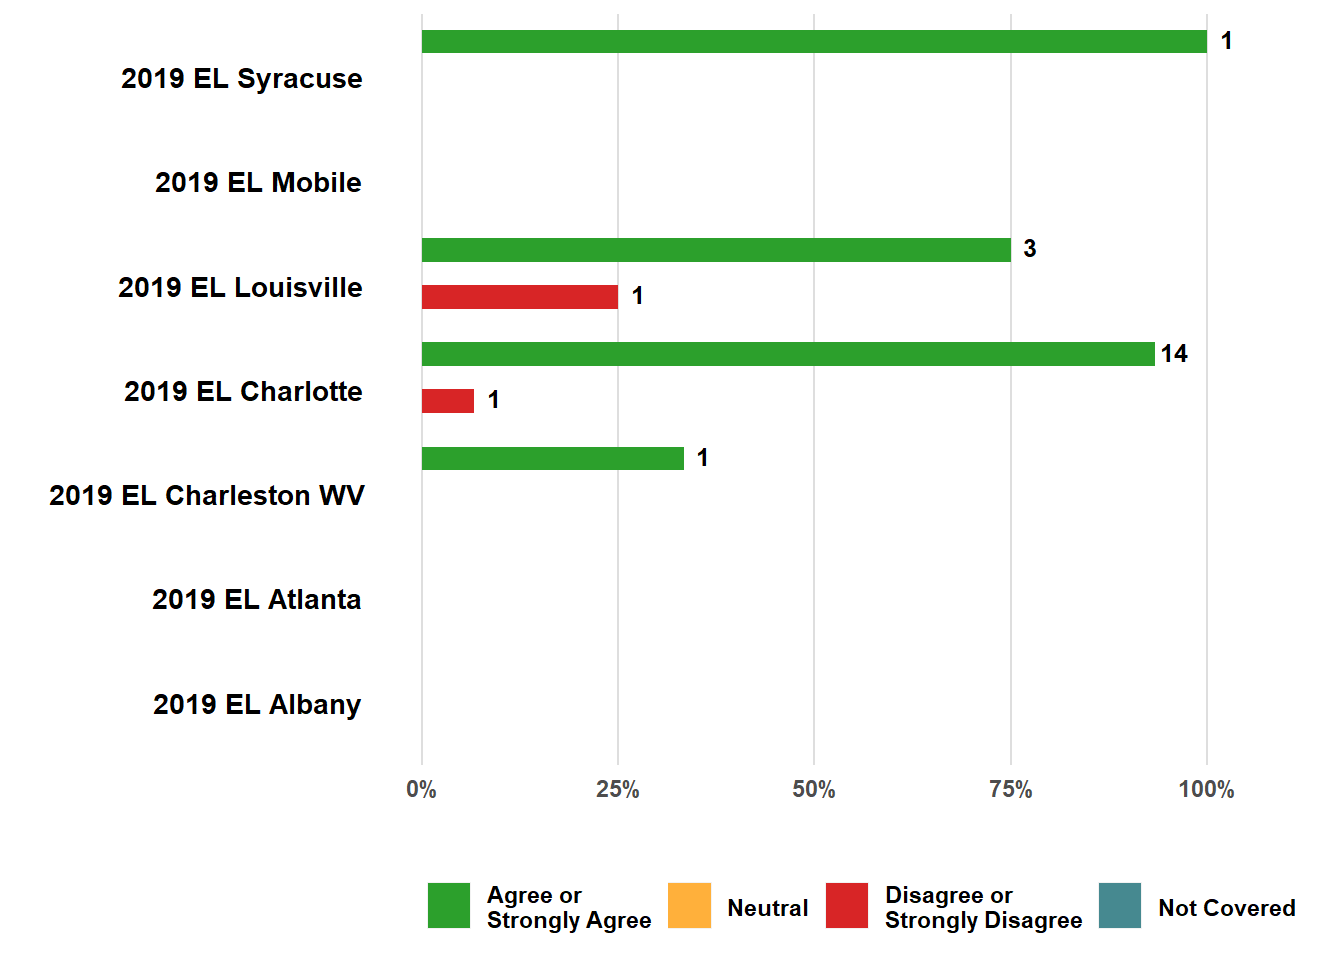 1
2019 EL Syracuse
2019 EL Mobile
3
2019 EL Louisville
1
14
2019 EL Charlotte
1
1
2019 EL Charleston WV
2019 EL Atlanta
2019 EL Albany
0% 25% 50% 75% 100%
Agree or
Strongly Agree
Neutral
Disagree or
Strongly Disagree
Not Covered